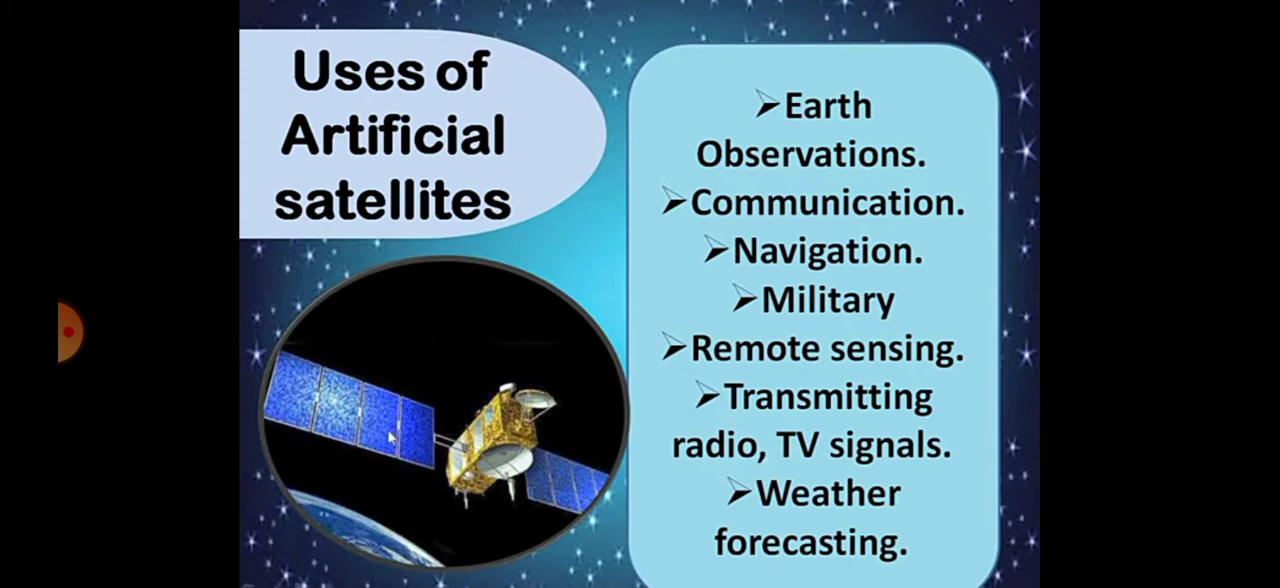 Uses of
Artificial
satellites
➢Earth
Observations.
➢Communication.
➢Navigation.
➢Military
➢Remote sensing.
➢Transmitting
radio, TV signals.
➢Weather
forecasting.